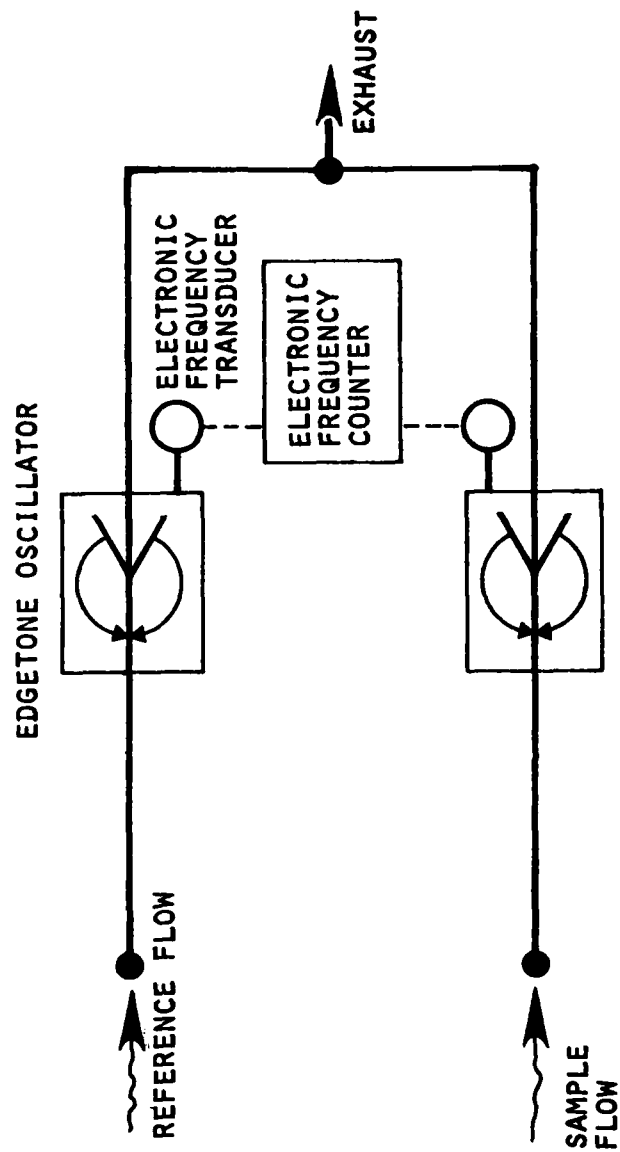 EDGETONE OSCILLATOR
ELECTRONIC
FREQUENCY
TRANSDUCER
ELECTRONIC
FREQUENCY
COUNTER
EXHAUST
REFERENCE FLOW
SAMPLE
FLOW